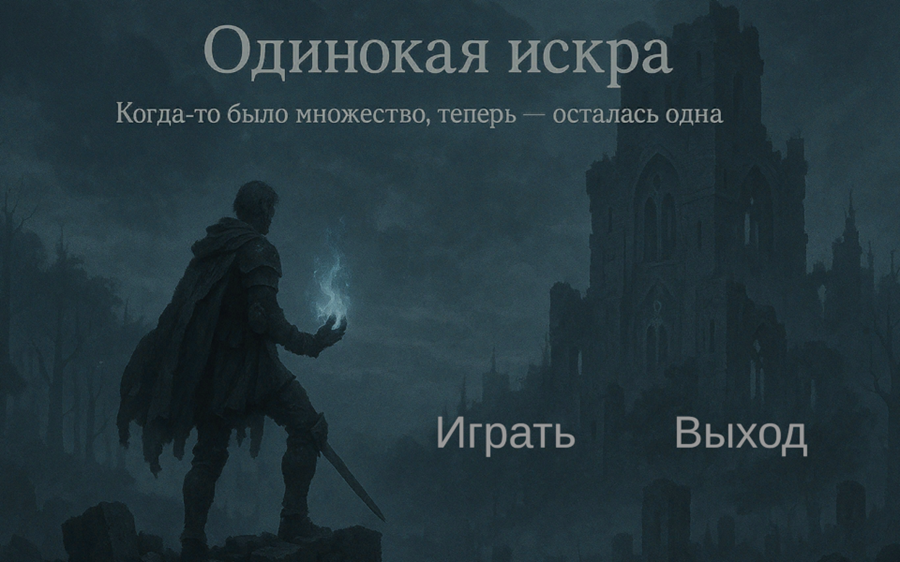 Одинокая искра
Когда-то было множество, теперь — осталась одна
Играть Выход